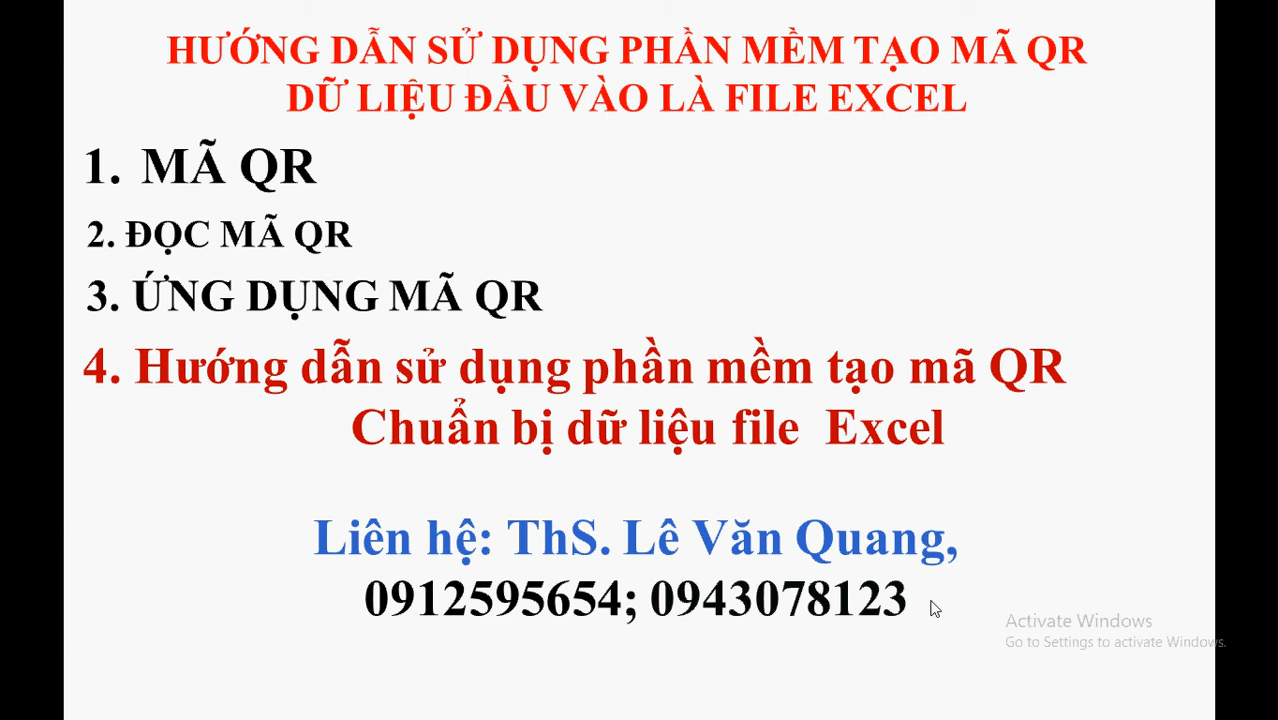 HƯỚNG DẪN SỬ DỤNG PHẦN MỀM TẠO MÃ QR
DỮ LIỆU ĐẦU VÀO LÀ FILE EXCEL
1. MÃ QR
2. ĐỌC MÃ QR
3. ỨNG DỤNG MÃ QR
4. Hướng dẫn sử dụng phần mềm tạo mã QR
Chuẩn bị dữ liệu file Excel
Liên hệ: ThS. Lê Văn Quang,
0912595654; 0943078123
Activate Windows
Go to Settings to activate Windows.